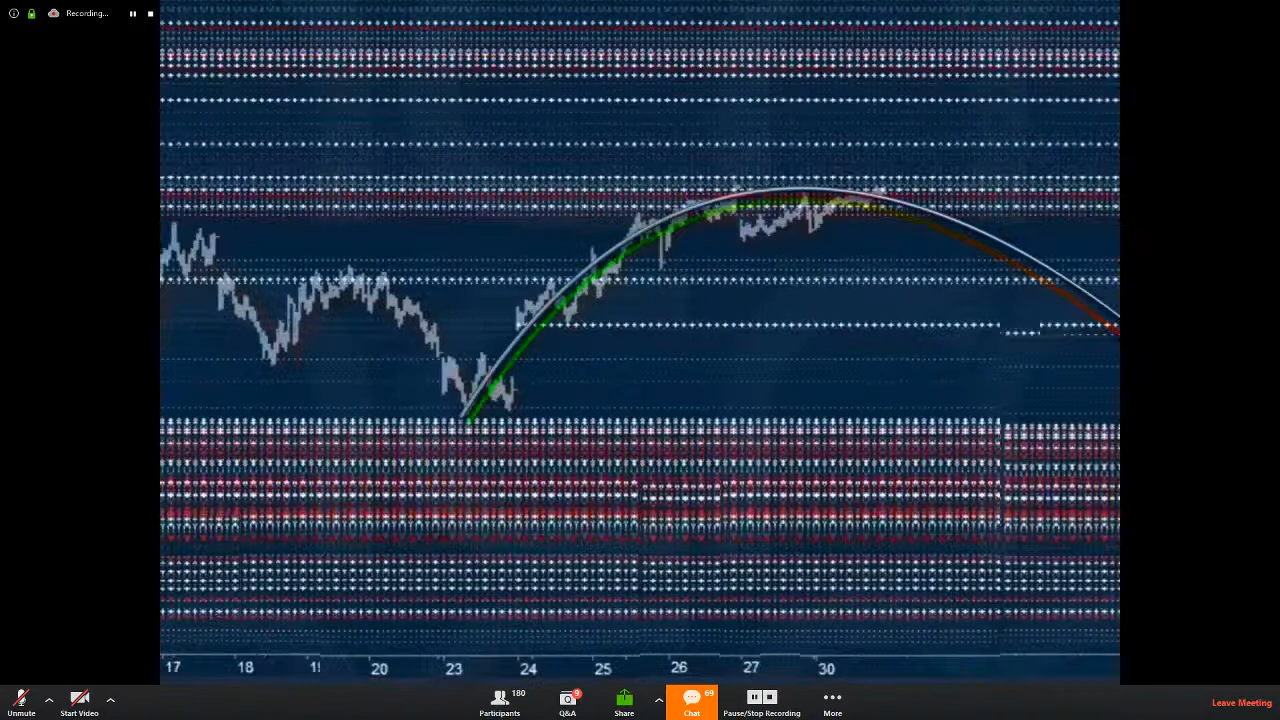 Recording...
17 18 20 23 24 25 26 27 30
Unmute Start Video Participants 180 Q&A 9 Share Chat 69 Pause/Stop Recording More Leave Meeting